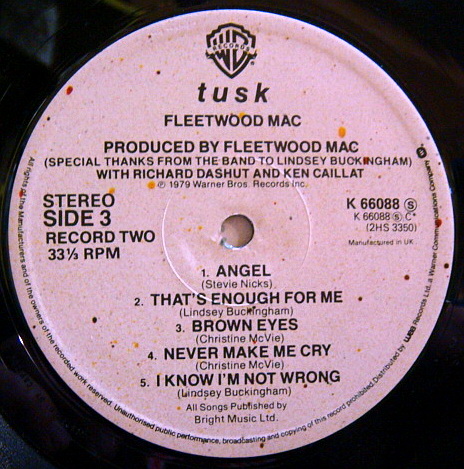 WB
RECORDS
tusk
FLEETWOOD MAC
PRODUCED BY FLEETWOOD MAC
(SPECIAL THANKS FROM THE BAND TO LINDSEY BUCKINGHAM)
WITH RICHARD DASHUT AND KEN CAILLAT
℗ 1979 Warner Bros. Records Inc.
STEREO
SIDE 3
RECORD TWO
33⅓ RPM
K 66088 Ⓢ
K 66088 Ⓢ C*
(2HS 3350)
Manufactured in UK
1. ANGEL
(Stevie Nicks)
2. THAT'S ENOUGH FOR ME
(Lindsey Buckingham)
3. BROWN EYES
(Christine McVie)
4. NEVER MAKE ME CRY
(Christine McVie)
5. I KNOW I'M NOT WRONG
(Lindsey Buckingham)
All Songs Published by
Bright Music Ltd.
All rights of the Manufacturers and of the owners of the recorded work reserved. Unauthorised public performance, broadcasting and copying of this record prohibited. Distributed by WEA Records Ltd. a Warner Communications Company